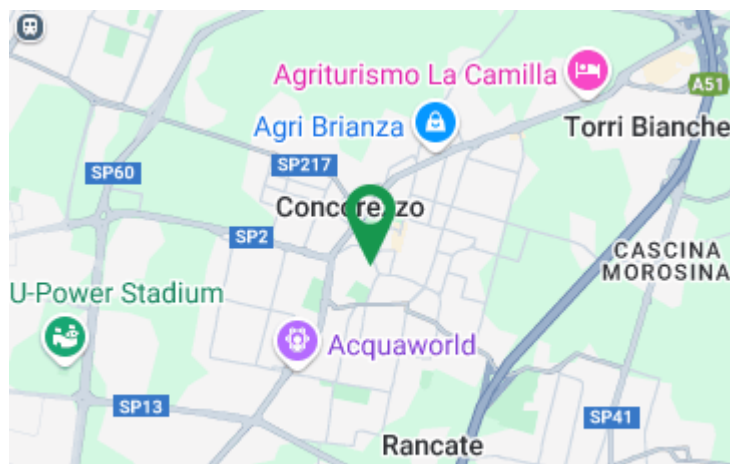 Agriturismo La Camilla
A51
Agri Brianza
Torri Bianche
SP217
SP60
Concorezzo
SP2
CASCINA
MOROSINA
U-Power Stadium
Acquaworld
SP13
SP41
Rancate